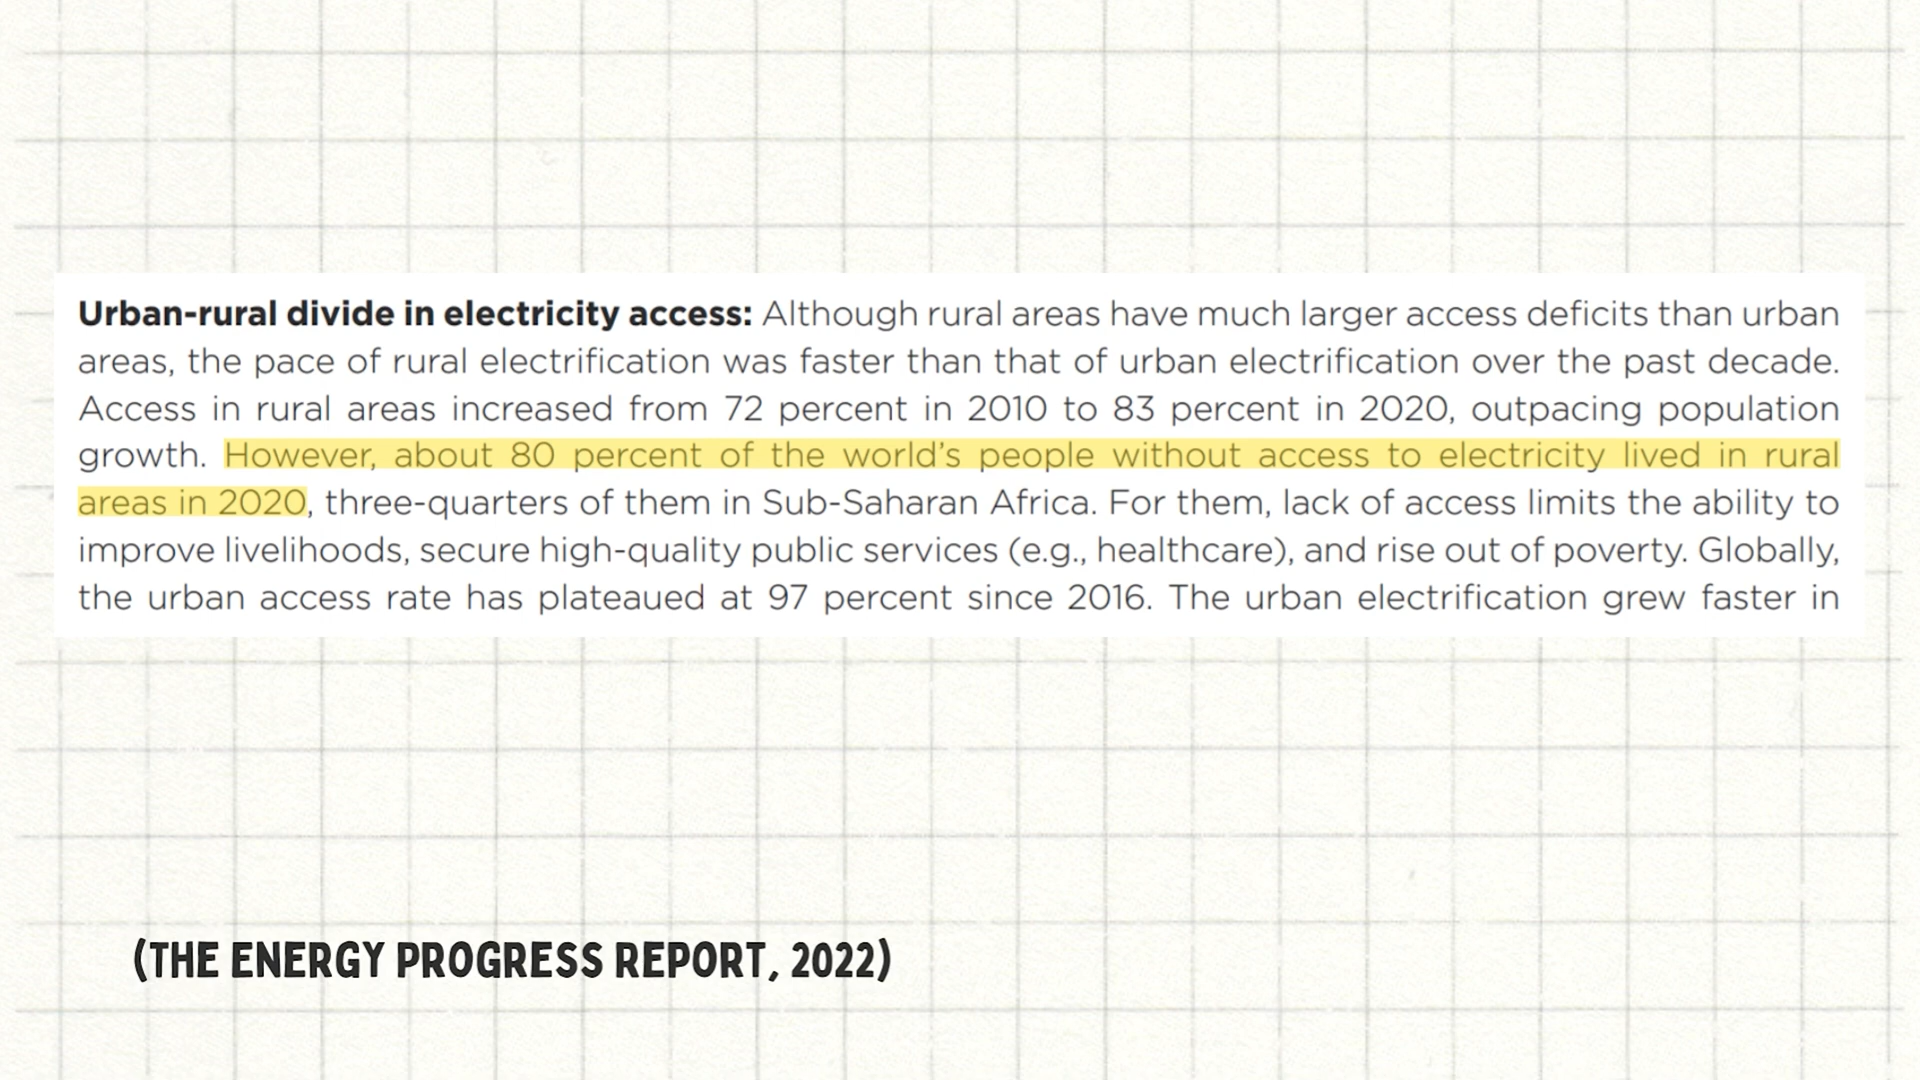 Urban-rural divide in electricity access: Although rural areas have much larger access deficits than urban
areas, the pace of rural electrification was faster than that of urban electrification over the past decade.
Access in rural areas increased from 72 percent in 2010 to 83 percent in 2020, outpacing population
growth. However, about 80 percent of the world’s people without access to electricity lived in rural
areas in 2020, three-quarters of them in Sub-Saharan Africa. For them, lack of access limits the ability to
improve livelihoods, secure high-quality public services (e.g., healthcare), and rise out of poverty. Globally,
the urban access rate has plateaued at 97 percent since 2016. The urban electrification grew faster in
(THE ENERGY PROGRESS REPORT, 2022)